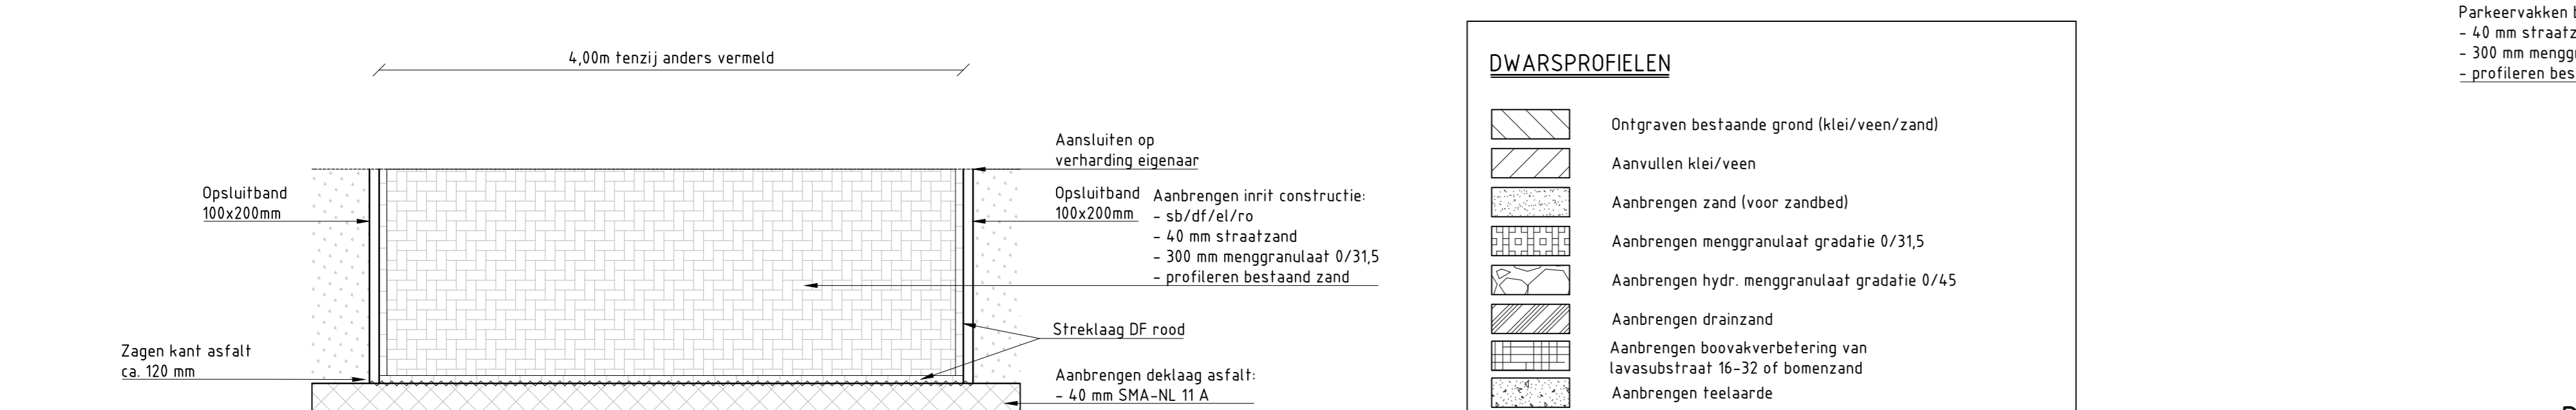 4,00m tenzij anders vermeld
Opsluitband
100x200mm
Zagen kant asfalt
ca. 120 mm
Aansluiten op
verharding eigenaar
Opsluitband
100x200mm
Aanbrengen inrit constructie:
- sb/df/el/ro
- 40 mm straatzand
- 300 mm menggranulaat 0/31,5
- profileren bestaand zand
Streklaag DF rood
Aanbrengen deklaag asfalt:
- 40 mm SMA-NL 11 A
DWARSPROFIELEN
Ontgraven bestaande grond (klei/veen/zand)
Aanvullen klei/veen
Aanbrengen zand (voor zandbed)
Aanbrengen menggranulaat gradatie 0/31,5
Aanbrengen hydr. menggranulaat gradatie 0/45
Aanbrengen drainzand
Aanbrengen boovakverbetering van
lavasubstraat 16-32 of bomenzand
Aanbrengen teelaarde
Parkeervakken
- 40 mm
- 300 mm
- profileren